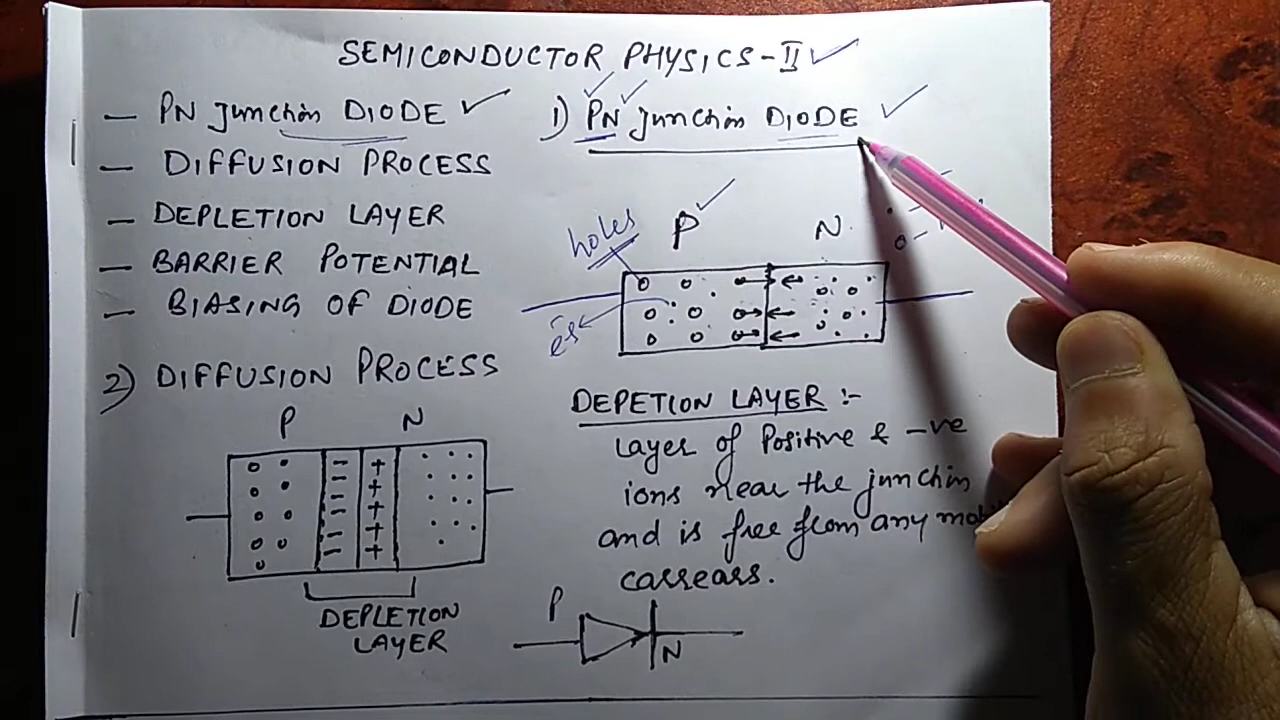 SEMICONDUCTOR PHYSICS-II
— PN Junction DIODE
— DIFFUSION PROCESS
— DEPLETION LAYER
— BARRIER POTENTIAL
— BIASING OF DIODE
1) PN Junction DIODE
P N
holes
e̅s
2) DIFFUSION PROCESS
P N
DEPLETION
LAYER
DEPETION LAYER :-
Layer of Positive & -ve
ions near the junction
and is free from any
carrears.
P
N